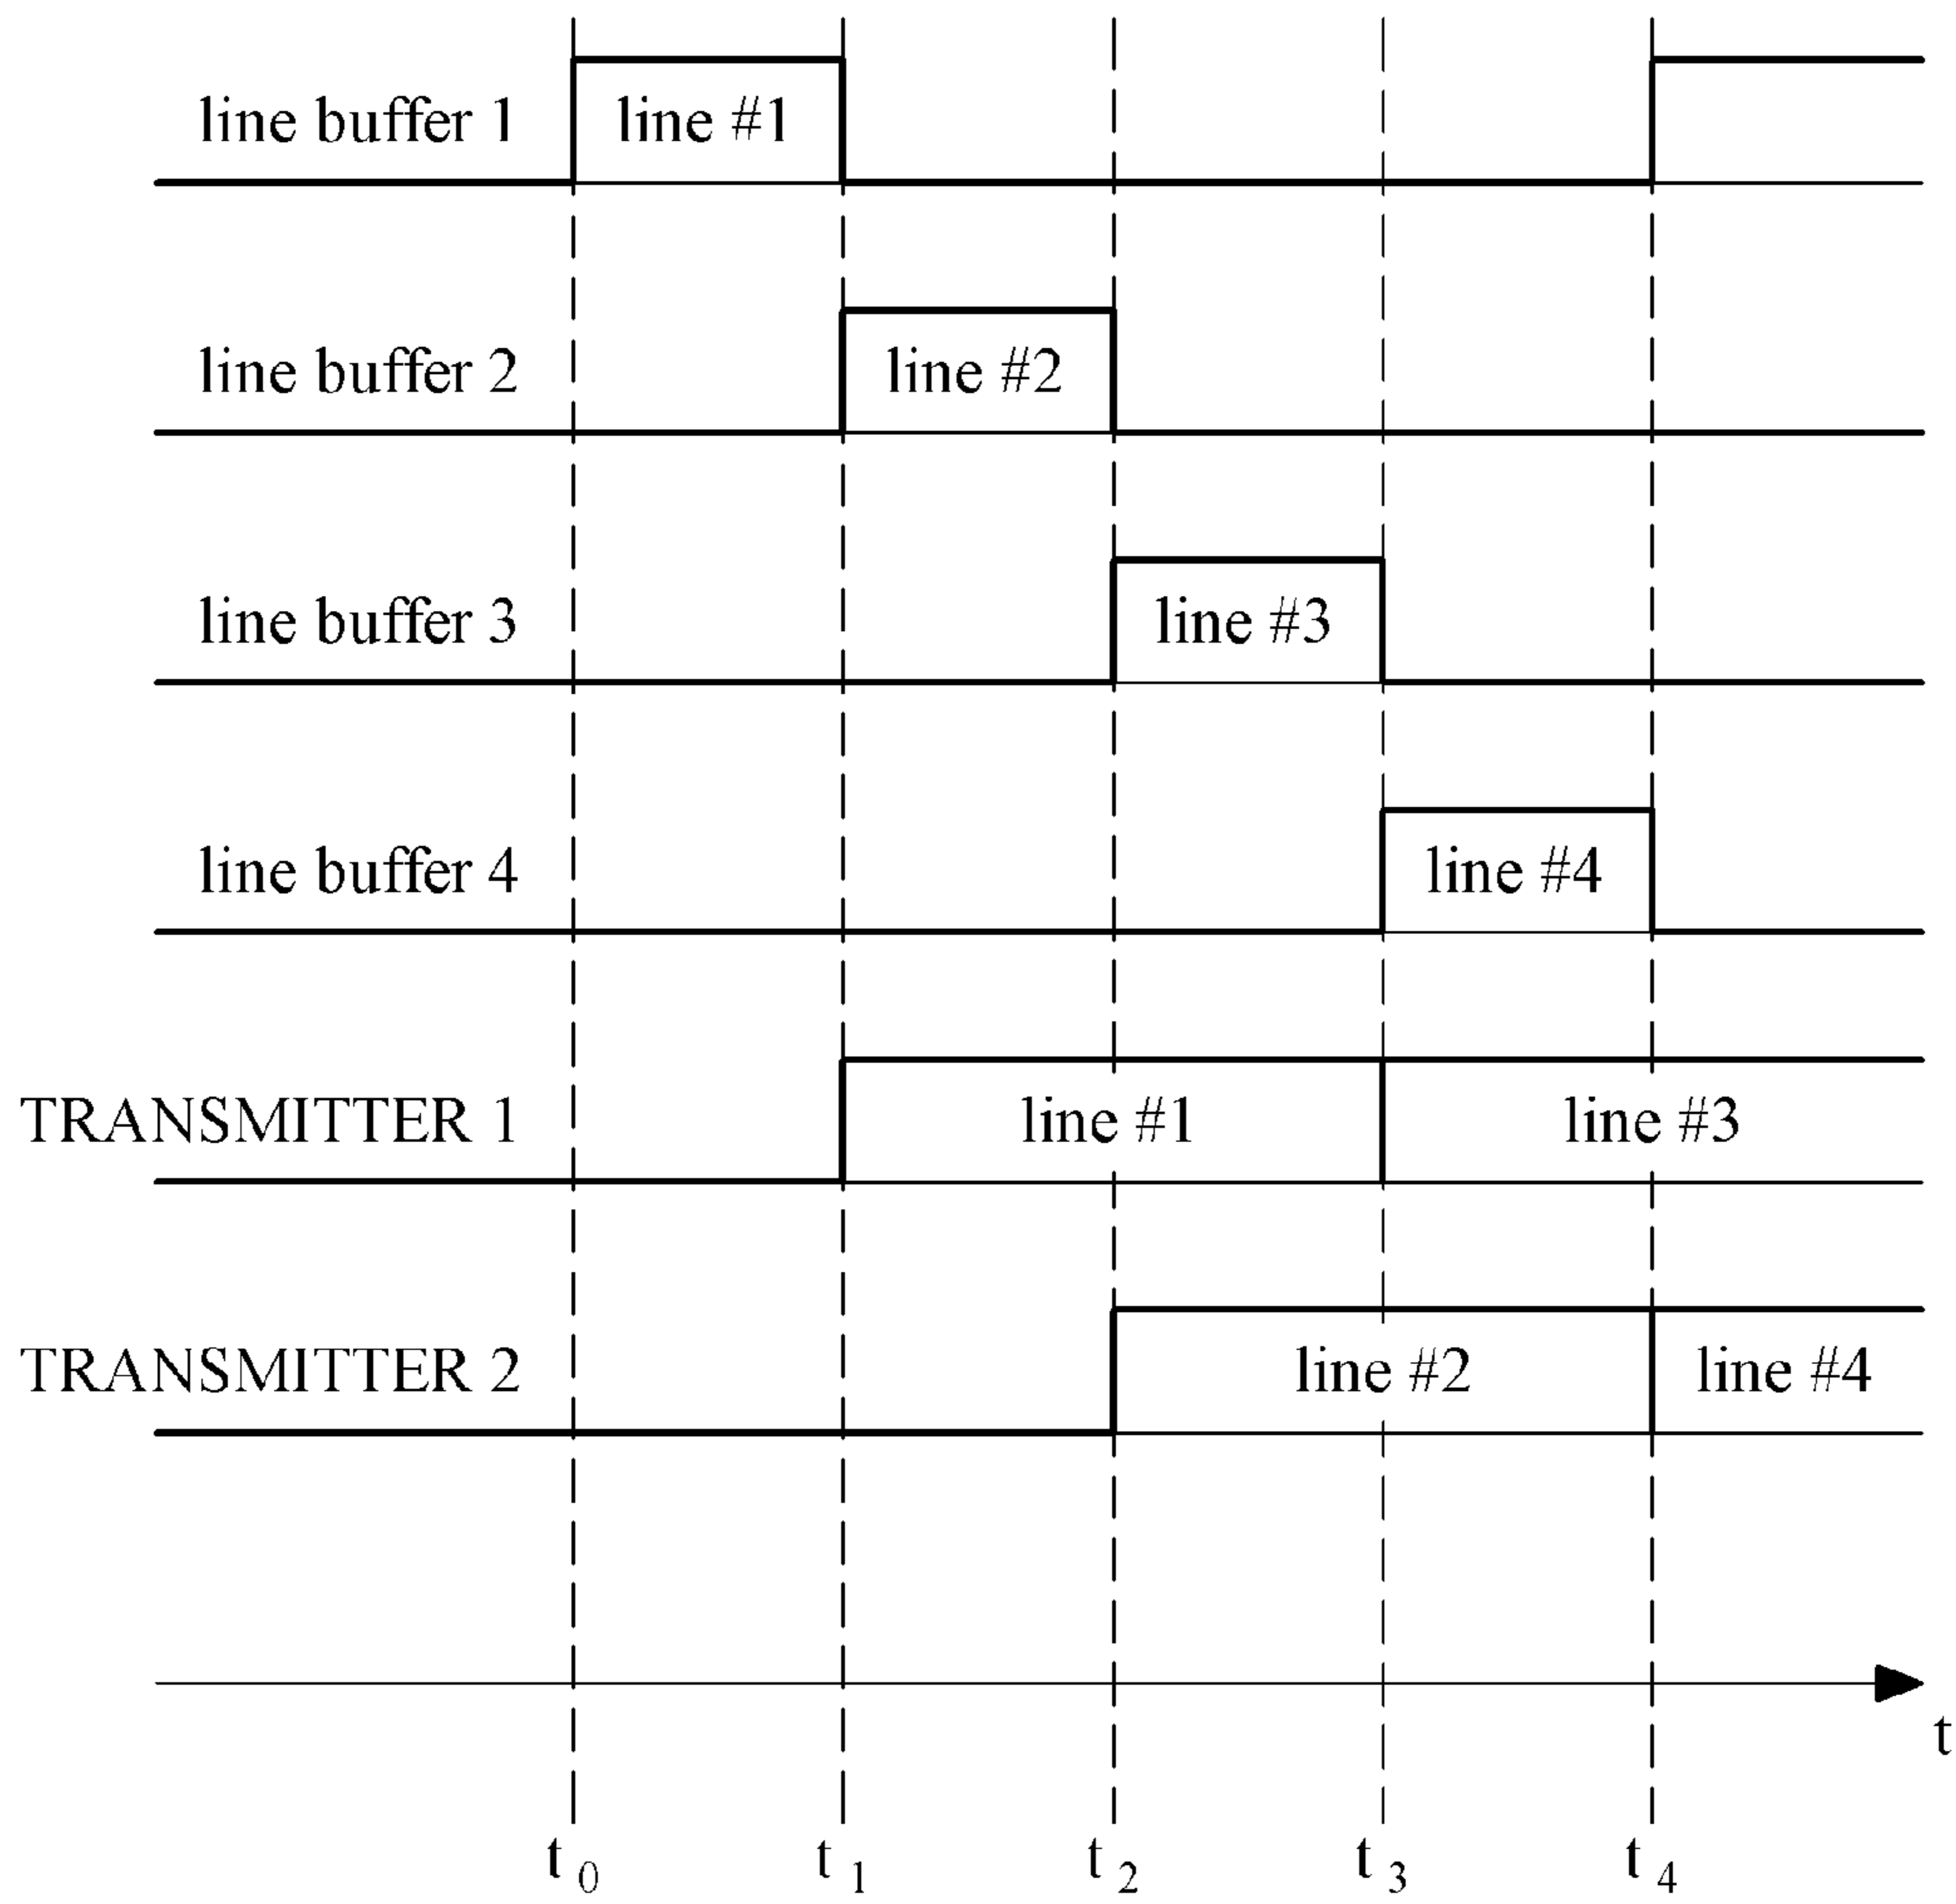 line buffer 1 line #1
line buffer 2 line #2
line buffer 3 line #3
line buffer 4 line #4
TRANSMITTER 1 line #1 line #3
TRANSMITTER 2 line #2 line #4
t
t 0 t 1 t 2 t 3 t 4